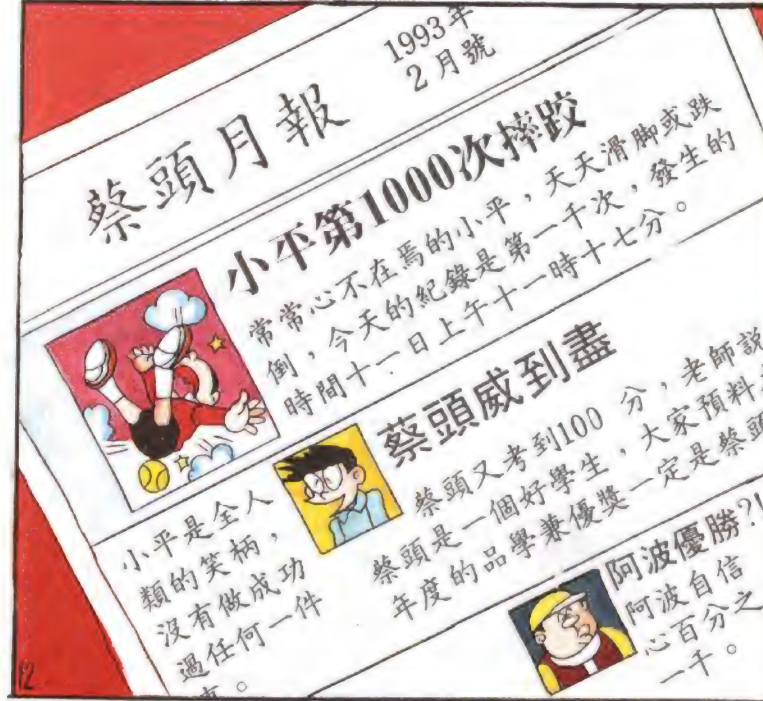 1993年
2月號
蔡頭月報
小平第1000次摔跤
常常心不在焉的小平，天天滑脚或跌
倒，今天的紀錄是第一千次，發生的
時間十一日上午十一時十七分。
小平是全人
類的笑柄，
沒有做成功
過任何一件
。
蔡頭威到盡
蔡頭又考到100 分，老師說
蔡頭是一個好學生，大家預料
年度的品學兼優獎一定是蔡頭
阿波優勝?!
阿波自信
心百分之
一千。
12